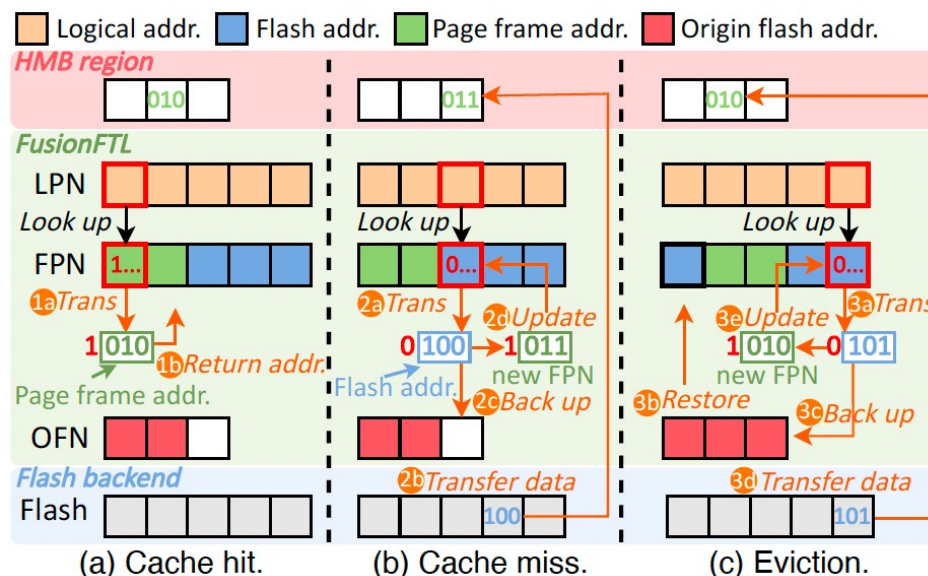 Logical addr. Flash addr. Page frame addr. Origin flash addr.
HMB region
010 011 010
FusionFTL
LPN
Look up Look up Look up
FPN 1... 0... 0...
1a Trans 2a Trans 2d Update 3e Update 3a Trans
1 010 0 100 1 011 1 010 0 101
1b Return addr. Flash addr. new FPN new FPN
Page frame addr. 2c Back up 3b Restore 3c Back up
OFN
Flash backend
2b Transfer data 3d Transfer data
Flash 100 101
(a) Cache hit. (b) Cache miss. (c) Eviction.